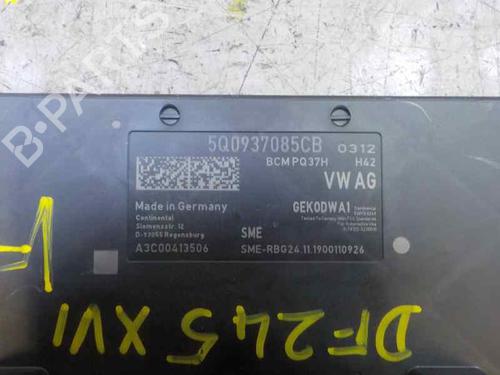 5Q0937085CB 0312
BCM PQ37H H42
VW AG
Made in Germany
GEKODWA1
Continental
Siemensstr. 12
D-93055 Regensburg
SME
A3C00413506
SME-RBG24.11.1900110926
DF245 XVI